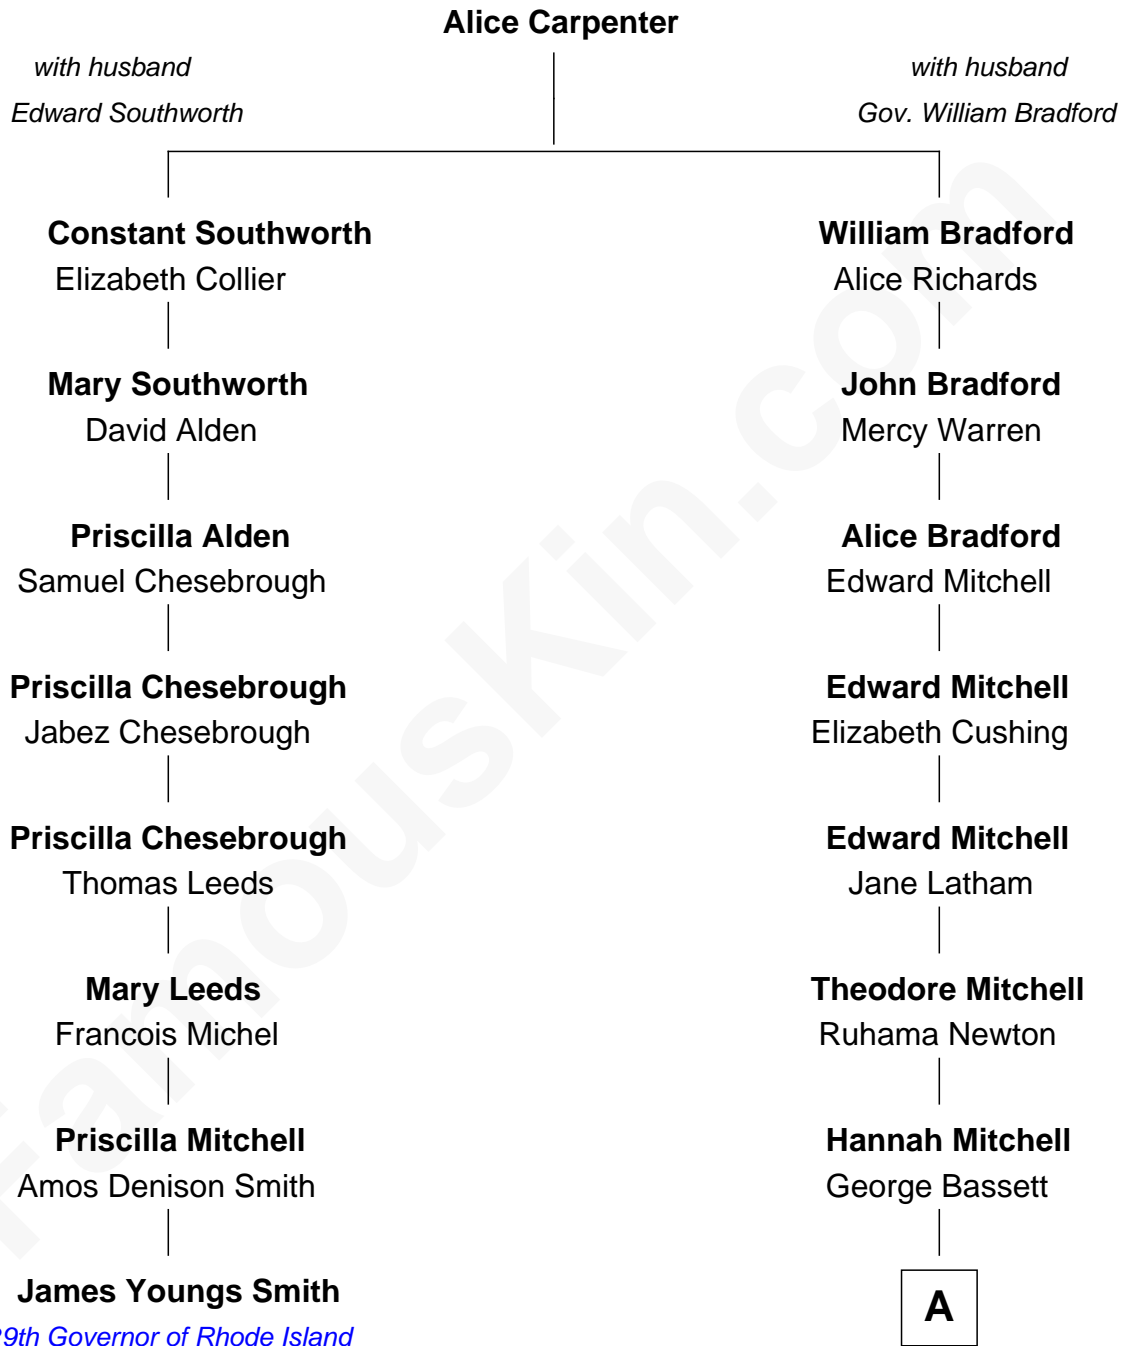 Alice Carpenter
with husband
Edward Southworth
with husband
Gov. William Bradford
Constant Southworth
Elizabeth Collier
William Bradford
Alice Richards
Mary Southworth
David Alden
John Bradford
Mercy Warren
Priscilla Alden
Samuel Chesebrough
Alice Bradford
Edward Mitchell
Priscilla Chesebrough
Jabez Chesebrough
Edward Mitchell
Elizabeth Cushing
Priscilla Chesebrough
Thomas Leeds
Edward Mitchell
Jane Latham
Mary Leeds
Francois Michel
Theodore Mitchell
Ruhama Newton
Priscilla Mitchell
Amos Denison Smith
Hannah Mitchell
George Bassett
James Youngs Smith
29th Governor of Rhode Island
A
FamousKin.com